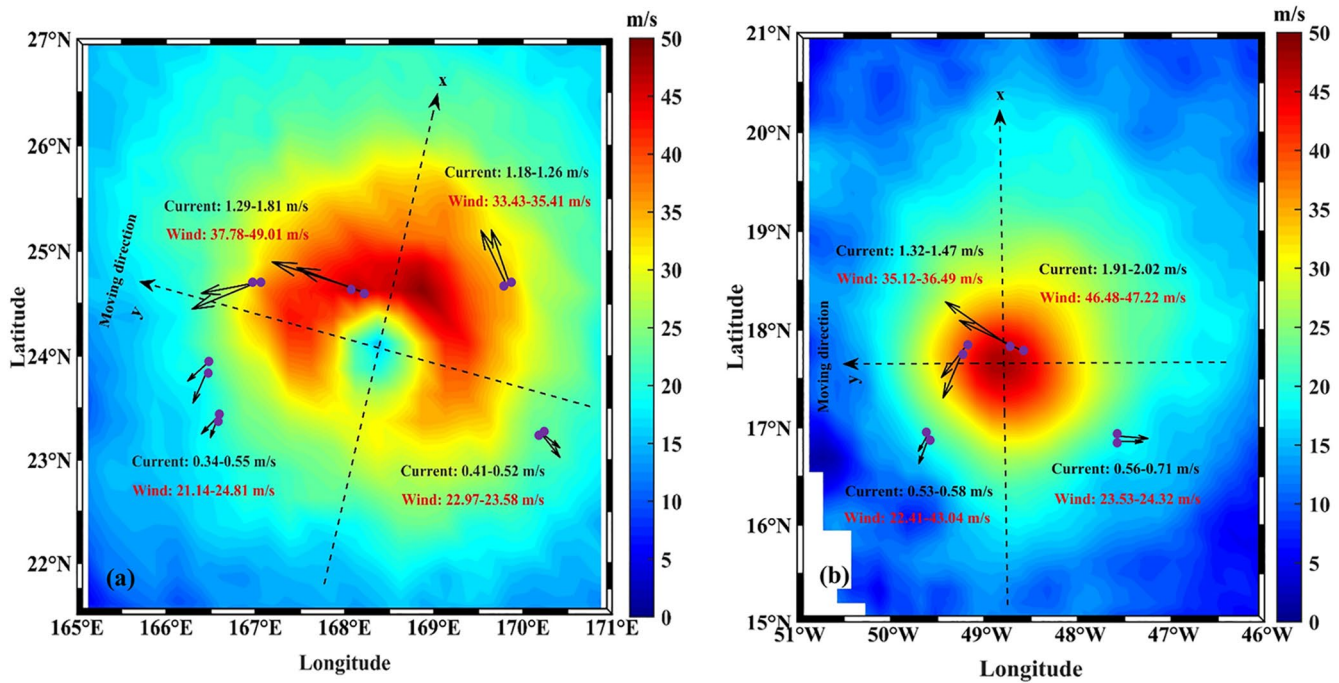 m/s
27°N
26°N
25°N
24°N
23°N
22°N
Latitude
x
Current: 1.18-1.26 m/s
Wind: 33.43-35.41 m/s
Current: 1.29-1.81 m/s
Wind: 37.78-49.01 m/s
Moving direction
y
Current: 0.34-0.55 m/s
Wind: 21.14-24.81 m/s
Current: 0.41-0.52 m/s
Wind: 22.97-23.58 m/s
(a)
165°E 166°E 167°E 168°E 169°E 170°E 171°E
Longitude
50
45
40
35
30
25
20
15
10
5
0
m/s
21°N
20°N
19°N
18°N
17°N
16°N
15°N
Latitude
x
Current: 1.32-1.47 m/s
Wind: 35.12-36.49 m/s
Current: 1.91-2.02 m/s
Wind: 46.48-47.22 m/s
Moving direction
y
Current: 0.56-0.71 m/s
Wind: 23.53-24.32 m/s
Current: 0.53-0.58 m/s
Wind: 22.41-43.04 m/s
(b)
51°W 50°W 49°W 48°W 47°W 46°W
Longitude
50
45
40
35
30
25
20
15
10
5
0